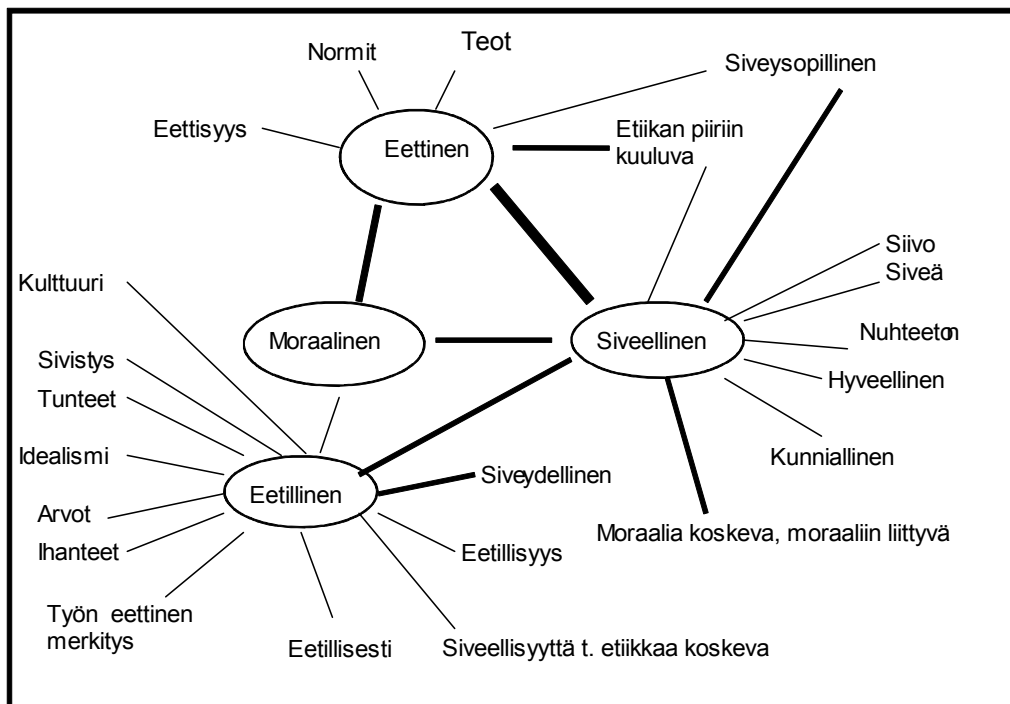 Teot
Normit
Siveysopillinen
Eettisyys
Eettinen
Etiikan piiriin
kuuluva
Siivo
Siveä
Kulttuuri
Moraalinen
Siveellinen
Nuhteeton
Sivistys
Hyveellinen
Tunteet
Idealismi
Kunniallinen
Siveydellinen
Eetillinen
Arvot
Moraalia koskeva, moraaliin liittyvä
Ihanteet
Eetillisyys
Työn eettinen
merkitys
Eetillisesti
Siveellisyyttä t. etiikkaa koskeva